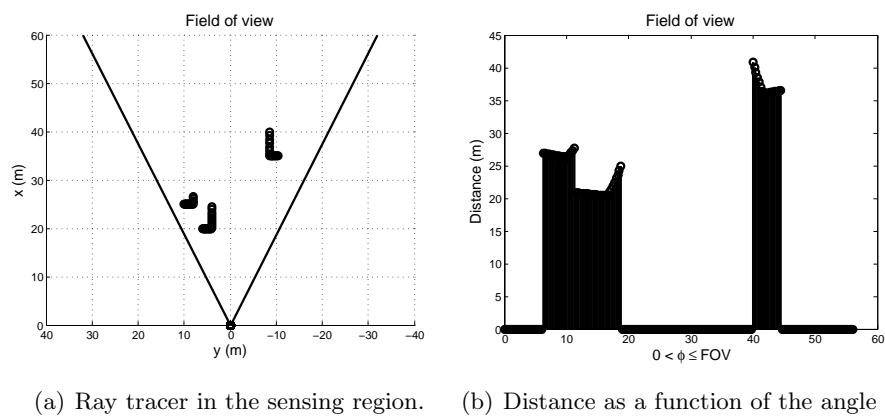 Field of view
60
50
40
30
20
10
0
x (m)
40 30 20 10 0 −10 −20 −30 −40
y (m)
(a) Ray tracer in the sensing region.
Field of view
45
40
35
30
25
20
15
10
5
0
Distance (m)
0 10 20 30 40 50 60
0 < ϕ ≤ FOV
(b) Distance as a function of the angle